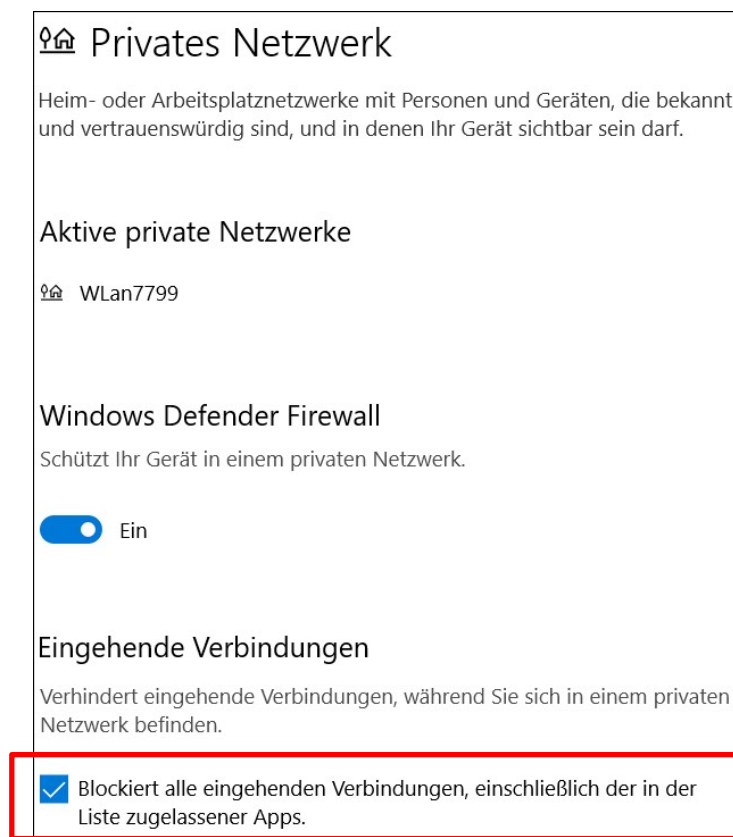 Privates Netzwerk
Heim- oder Arbeitsplatznetzwerke mit Personen und Geräten, die bekannt
und vertrauenswürdig sind, und in denen Ihr Gerät sichtbar sein darf.
Aktive private Netzwerke
WLan7799
Windows Defender Firewall
Schützt Ihr Gerät in einem privaten Netzwerk.
Ein
Eingehende Verbindungen
Verhindert eingehende Verbindungen, während Sie sich in einem privaten
Netzwerk befinden.
Blockiert alle eingehenden Verbindungen, einschließlich der in der
Liste zugelassener Apps.